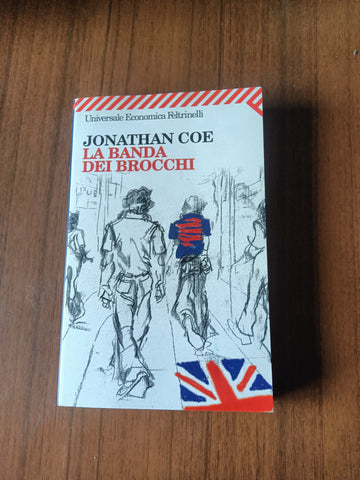 Universale Economica Feltrinelli
JONATHAN COE
LA BANDA
DEI BROCCHI